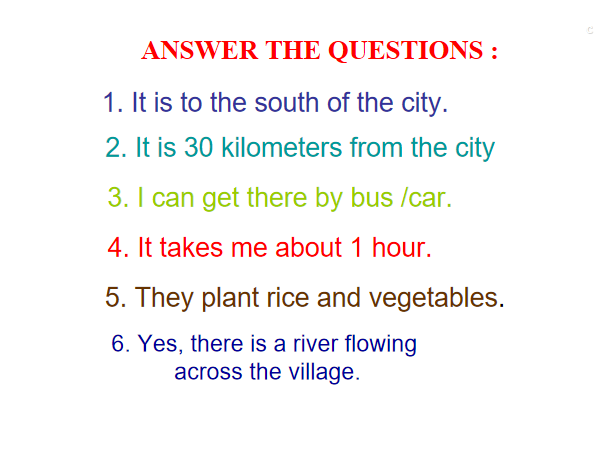 ANSWER THE QUESTIONS :
1. It is to the south of the city.
2. It is 30 kilometers from the city
3. I can get there by bus /car.
4. It takes me about 1 hour.
5. They plant rice and vegetables.
6. Yes, there is a river flowing
across the village.